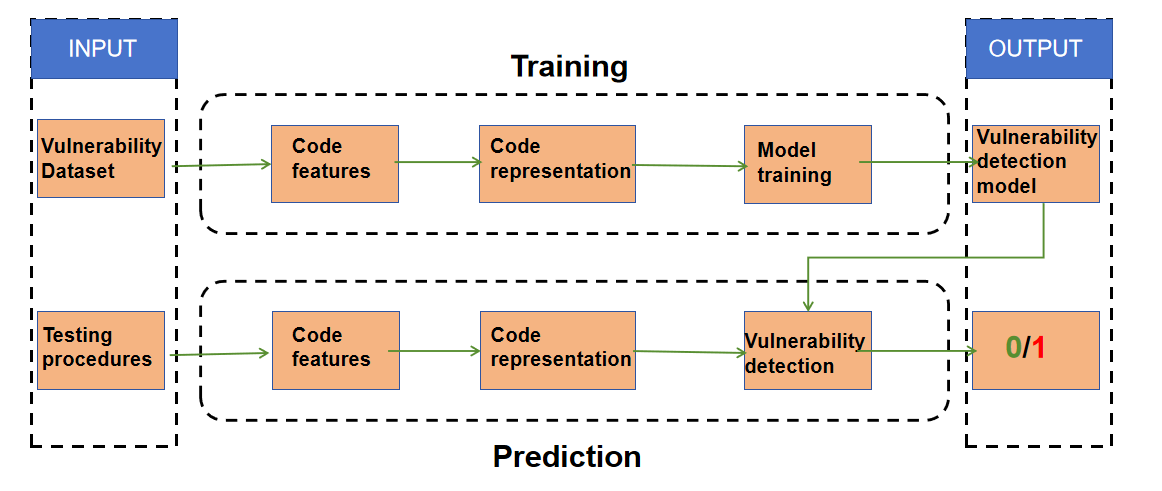 INPUT
OUTPUT
Training
Vulnerability
Dataset
Code
features
Code
representation
Model
training
Vulnerability
detection
model
Testing
procedures
Code
features
Code
representation
Vulnerability
detection
0/1
Prediction